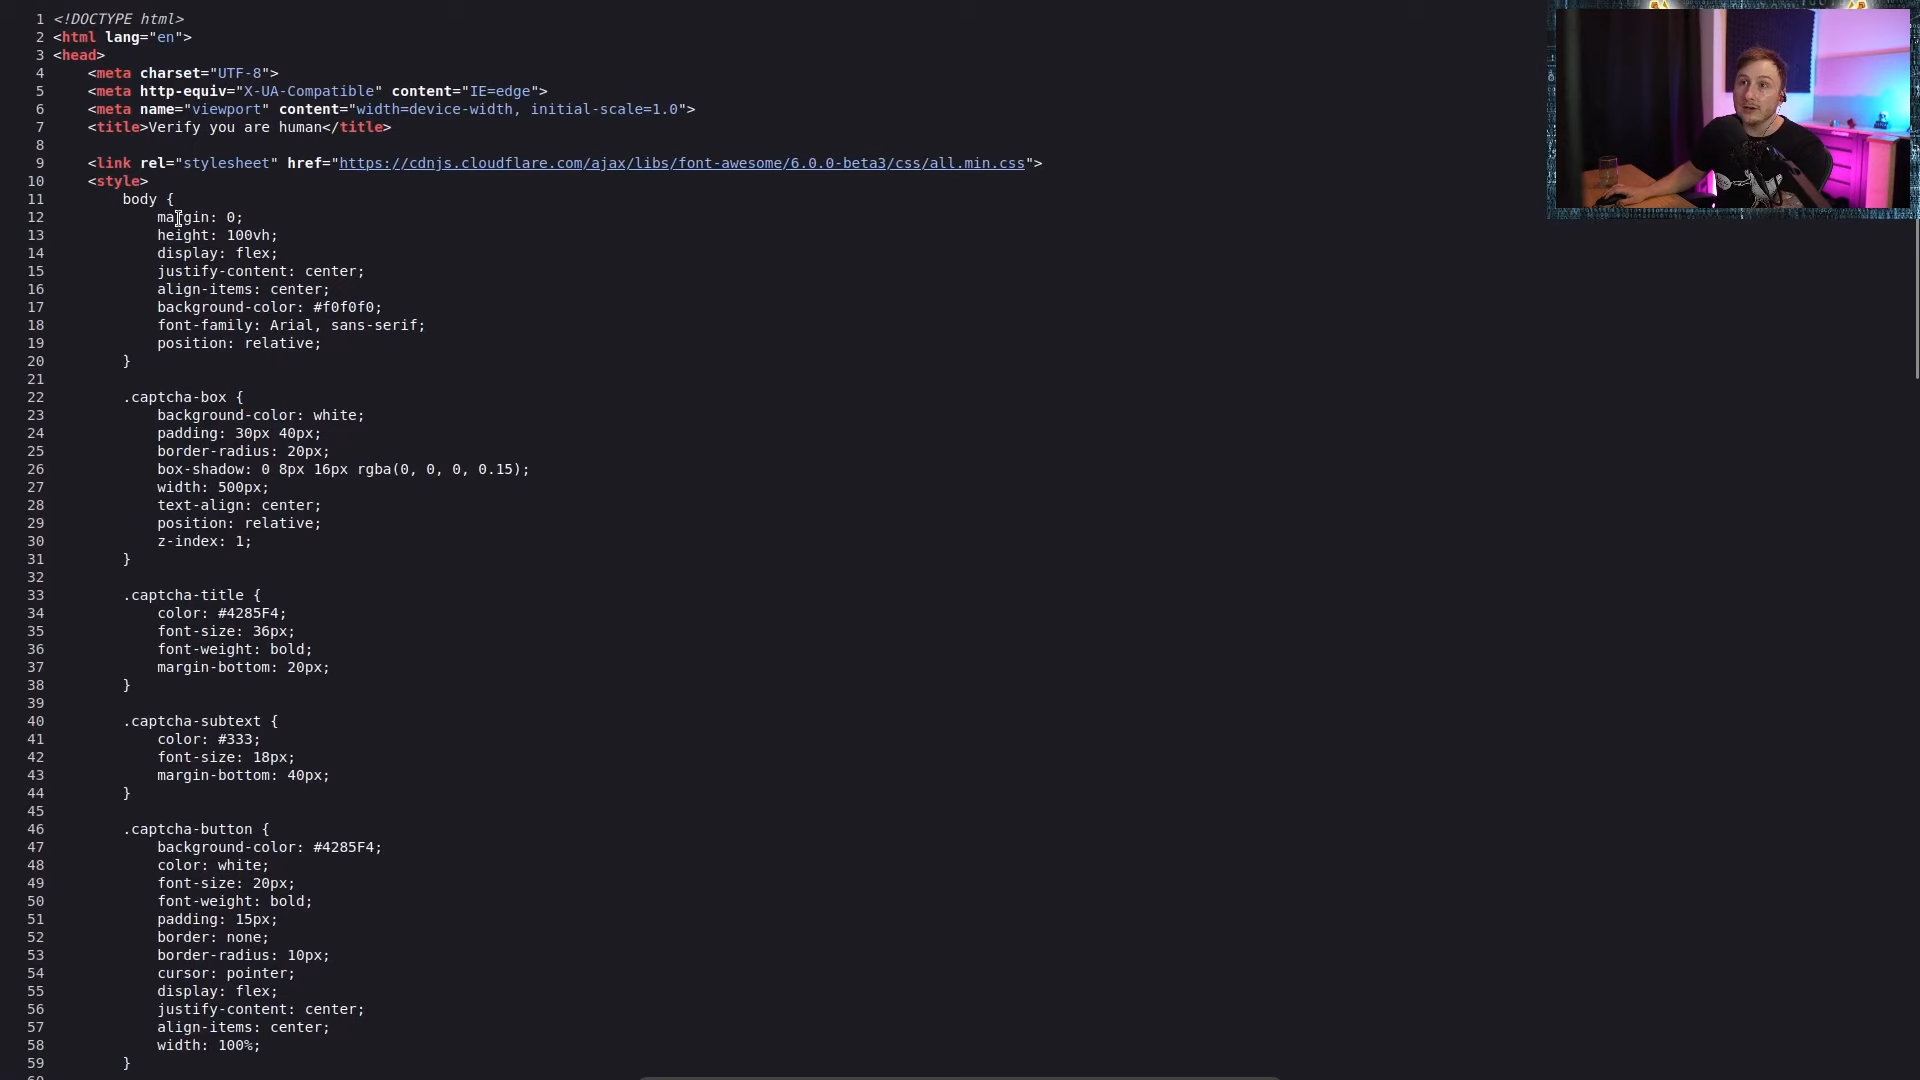 1 <!DOCTYPE html>
2 <html lang="en">
3 <head>
4 <meta charset="UTF-8">
5 <meta http-equiv="X-UA-Compatible" content="IE=edge">
6 <meta name="viewport" content="width=device-width, initial-scale=1.0">
7 <title>Verify you are human</title>
8
9 <link rel="stylesheet" href="https://cdnjs.cloudflare.com/ajax/libs/font-awesome/6.0.0-beta3/css/all.min.css">
10 <style>
11 body {
12 margin: 0;
13 height: 100vh;
14 display: flex;
15 justify-content: center;
16 align-items: center;
17 background-color: #f0f0f0;
18 font-family: Arial, sans-serif;
19 position: relative;
20 }
21
22 .captcha-box {
23 background-color: white;
24 padding: 30px 40px;
25 border-radius: 20px;
26 box-shadow: 0 8px 16px rgba(0, 0, 0, 0.15);
27 width: 500px;
28 text-align: center;
29 position: relative;
30 z-index: 1;
31 }
32
33 .captcha-title {
34 color: #4285F4;
35 font-size: 36px;
36 font-weight: bold;
37 margin-bottom: 20px;
38 }
39
40 .captcha-subtext {
41 color: #333;
42 font-size: 18px;
43 margin-bottom: 40px;
44 }
45
46 .captcha-button {
47 background-color: #4285F4;
48 color: white;
49 font-size: 20px;
50 font-weight: bold;
51 padding: 15px;
52 border: none;
53 border-radius: 10px;
54 cursor: pointer;
55 display: flex;
56 justify-content: center;
57 align-items: center;
58 width: 100%;
59 }